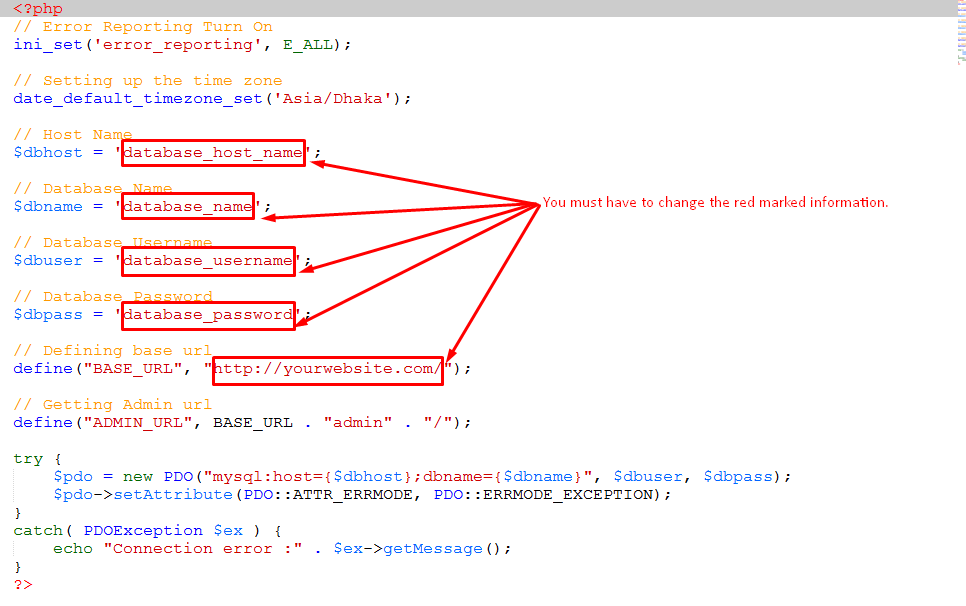 <?php
// Error Reporting Turn On
ini_set('error_reporting', E_ALL);
// Setting up the time zone
date_default_timezone_set('Asia/Dhaka');
// Host Name
$dbhost = 'database_host_name';
// Database Name
$dbname = 'database_name';
You must have to change the red marked information.
// Database Username
$dbuser = 'database_username';
// Database Password
$dbpass = 'database_password';
// Defining base url
define("BASE_URL", "http://yourwebsite.com/");
// Getting Admin url
define("ADMIN_URL", BASE_URL . "admin" . "/");
try {
    $pdo = new PDO("mysql:host={$dbhost};dbname={$dbname}", $dbuser, $dbpass);
    $pdo->setAttribute(PDO::ATTR_ERRMODE, PDO::ERRMODE_EXCEPTION);
}
catch( PDOException $ex ) {
    echo "Connection error :" . $ex->getMessage();
}
?>